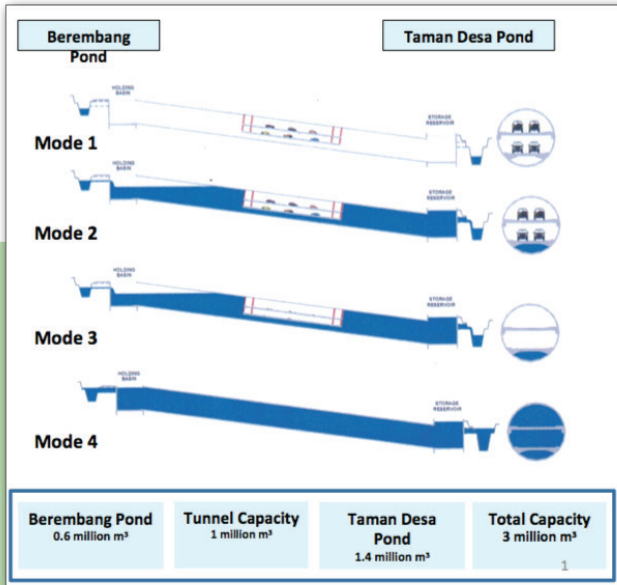 Berembang
Pond
Taman Desa Pond
HOLDING
BASIN
STORAGE
RESERVOIR
Mode 1
HOLDING
BASIN
STORAGE
RESERVOIR
Mode 2
HOLDING
BASIN
STORAGE
RESERVOIR
Mode 3
HOLDING
BASIN
STORAGE
RESERVOIR
Mode 4
Berembang Pond
0.6 million m³
Tunnel Capacity
1 million m³
Taman Desa
Pond
1.4 million m³
Total Capacity
3 million m³
1